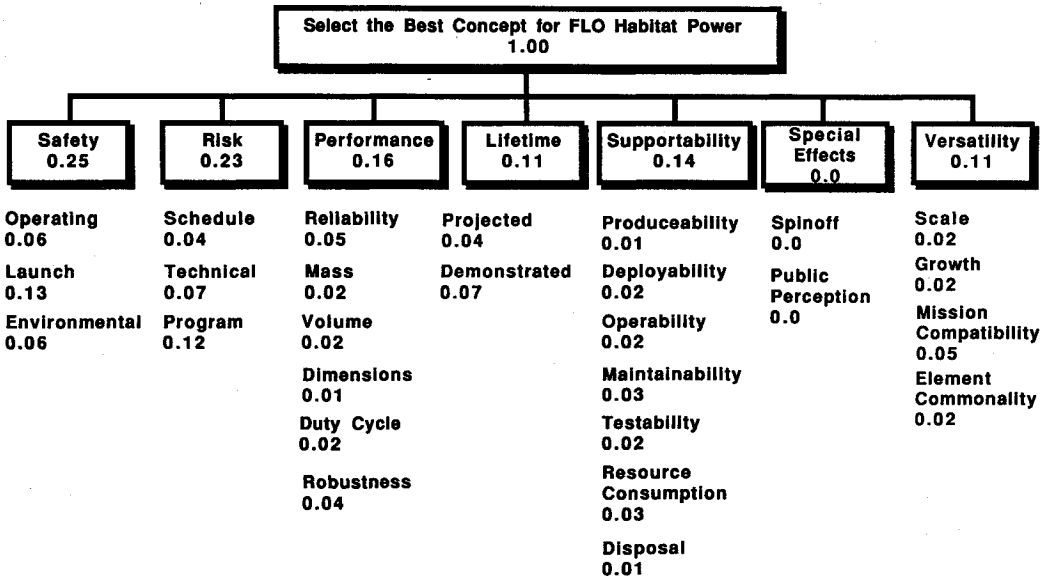 Select the Best Concept for FLO Habitat Power
1.00
Safety
0.25
Risk
0.23
Performance
0.16
Lifetime
0.11
Supportability
0.14
Special
Effects
0.0
Versatility
0.11
Operating
0.06
Launch
0.13
Environmental
0.06
Schedule
0.04
Technical
0.07
Program
0.12
Reliability
0.05
Mass
0.02
Volume
0.02
Dimensions
0.01
Duty Cycle
0.02
Robustness
0.04
Projected
0.04
Demonstrated
0.07
Produceability
0.01
Deployability
0.02
Operability
0.02
Maintainability
0.03
Testability
0.02
Resource
Consumption
0.03
Disposal
0.01
Spinoff
0.0
Public
Perception
0.0
Scale
0.02
Growth
0.02
Mission
Compatibility
0.05
Element
Commonality
0.02